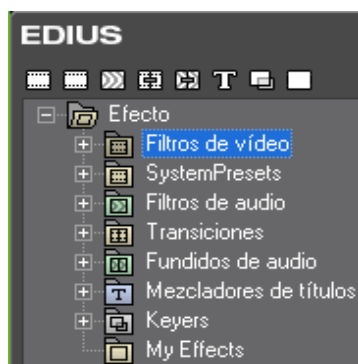 EDIUS
T
Efecto
Filtros de vídeo
SystemPresets
Filtros de audio
Transiciones
Fundidos de audio
T Mezcladores de títulos
Keyers
My Effects